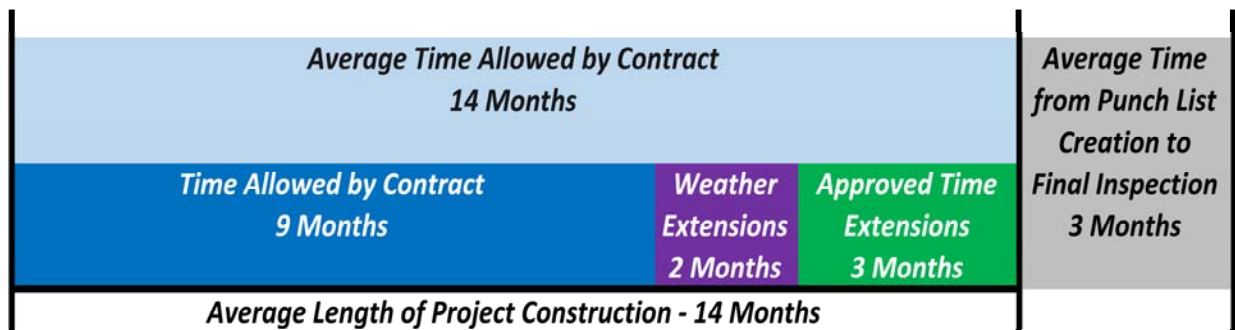 Average Time Allowed by Contract
14 Months
Average Time
from Punch List
Creation to
Final Inspection
3 Months
Time Allowed by Contract
9 Months
Weather
Extensions
2 Months
Approved Time
Extensions
3 Months
Average Length of Project Construction - 14 Months